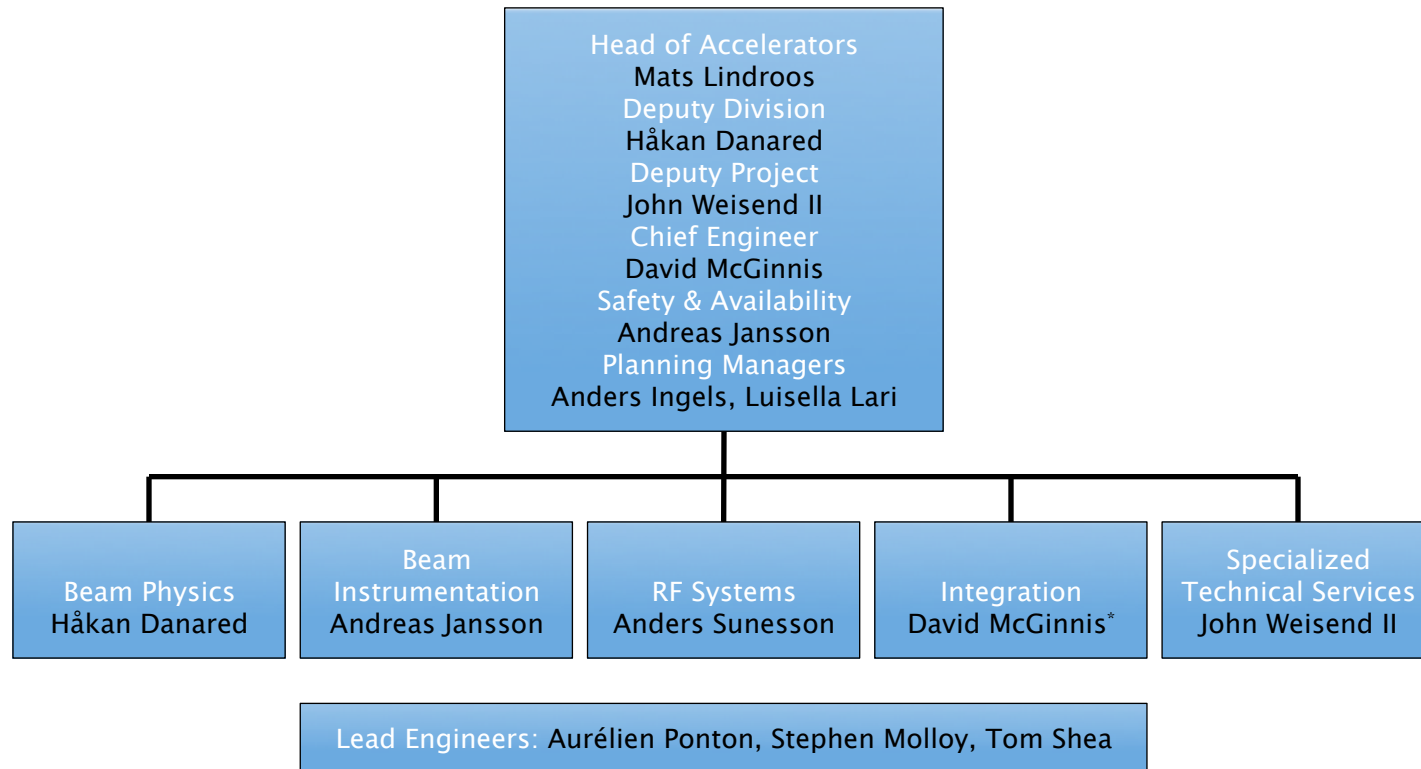 Head of Accelerators
Mats Lindroos
Deputy Division
Håkan Danared
Deputy Project
John Weisend II
Chief Engineer
David McGinnis
Safety & Availability
Andreas Jansson
Planning Managers
Anders Ingels, Luisella Lari
Beam Physics
Håkan Danared
Beam
Instrumentation
Andreas Jansson
RF Systems
Anders Sunesson
Integration
David McGinnis*
Specialized
Technical Services
John Weisend II
Lead Engineers: Aurélien Ponton, Stephen Molloy, Tom Shea